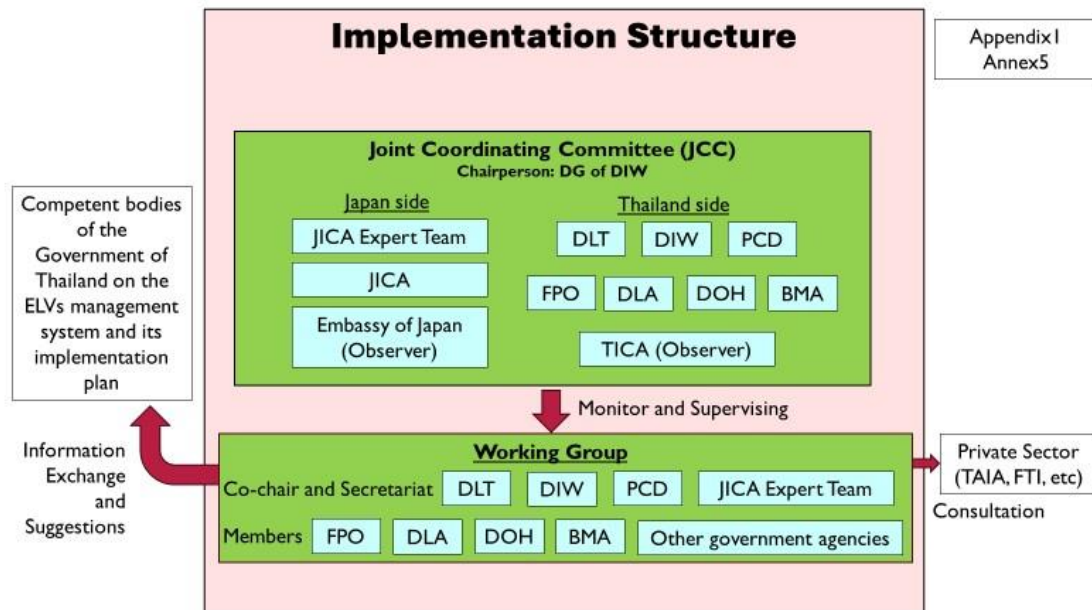 Implementation Structure
Appendix1
Annex5
Joint Coordinating Committee (JCC)
Chairperson: DG of DIW
Japan side
Thailand side
JICA Expert Team
DLT
DIW
PCD
JICA
FPO
DLA
DOH
BMA
Embassy of Japan
(Observer)
TICA (Observer)
Competent bodies
of the
Government of
Thailand on the
ELVs management
system and its
implementation
plan
Monitor and Supervising
Information
Exchange
and
Suggestions
Working Group
Co-chair and Secretariat
DLT
DIW
PCD
JICA Expert Team
Members
FPO
DLA
DOH
BMA
Other government agencies
Private Sector
(TAIA, FTI, etc)
Consultation